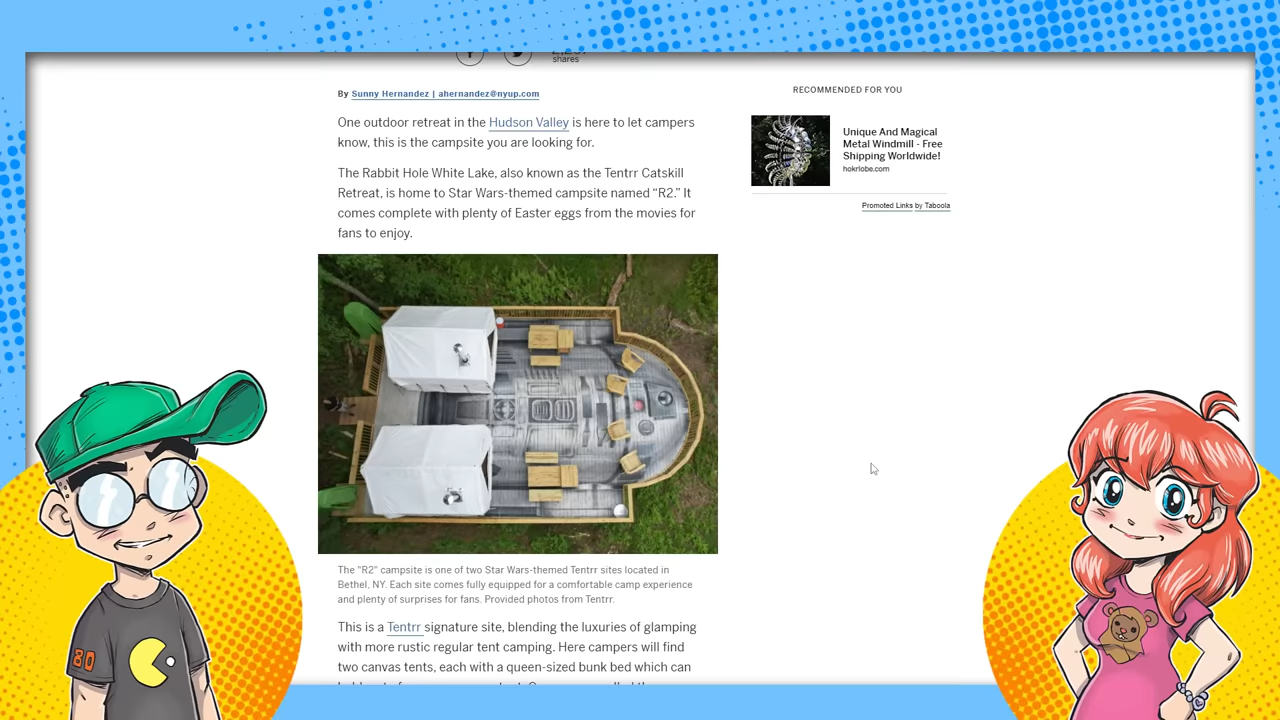 shares
By Sunny Hernandez | ahernandez@nyup.com
One outdoor retreat in the Hudson Valley is here to let campers
know, this is the campsite you are looking for.
The Rabbit Hole White Lake, also known as the Tentrr Catskill
Retreat, is home to Star Wars-themed campsite named “R2.” It
comes complete with plenty of Easter eggs from the movies for
fans to enjoy.
The "R2" campsite is one of two Star Wars-themed Tentrr sites located in
Bethel, NY. Each site comes fully equipped for a comfortable camp experience
and plenty of surprises for fans. Provided photos from Tentrr.
This is a Tentrr signature site, blending the luxuries of glamping
with more rustic regular tent camping. Here campers will find
two canvas tents, each with a queen-sized bunk bed which can
RECOMMENDED FOR YOU
Unique And Magical
Metal Windmill - Free
Shipping Worldwide!
hokrlobe.com
Promoted Links by Taboola
80